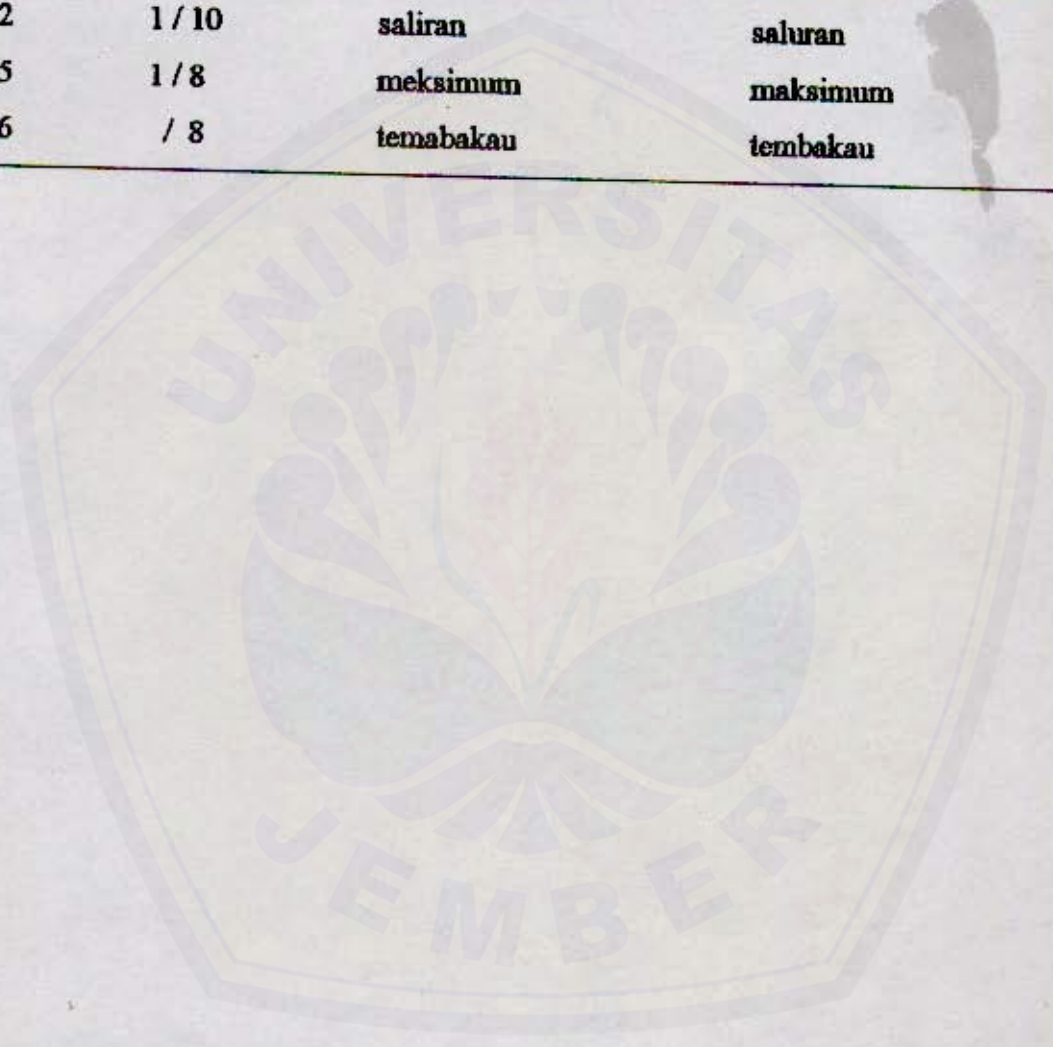 2 1 / 10 saliran saluran
5 1 / 8 meksimum maksimum
6 / 8 temabakau tembakau
UNIVERSITAS
JEMBER